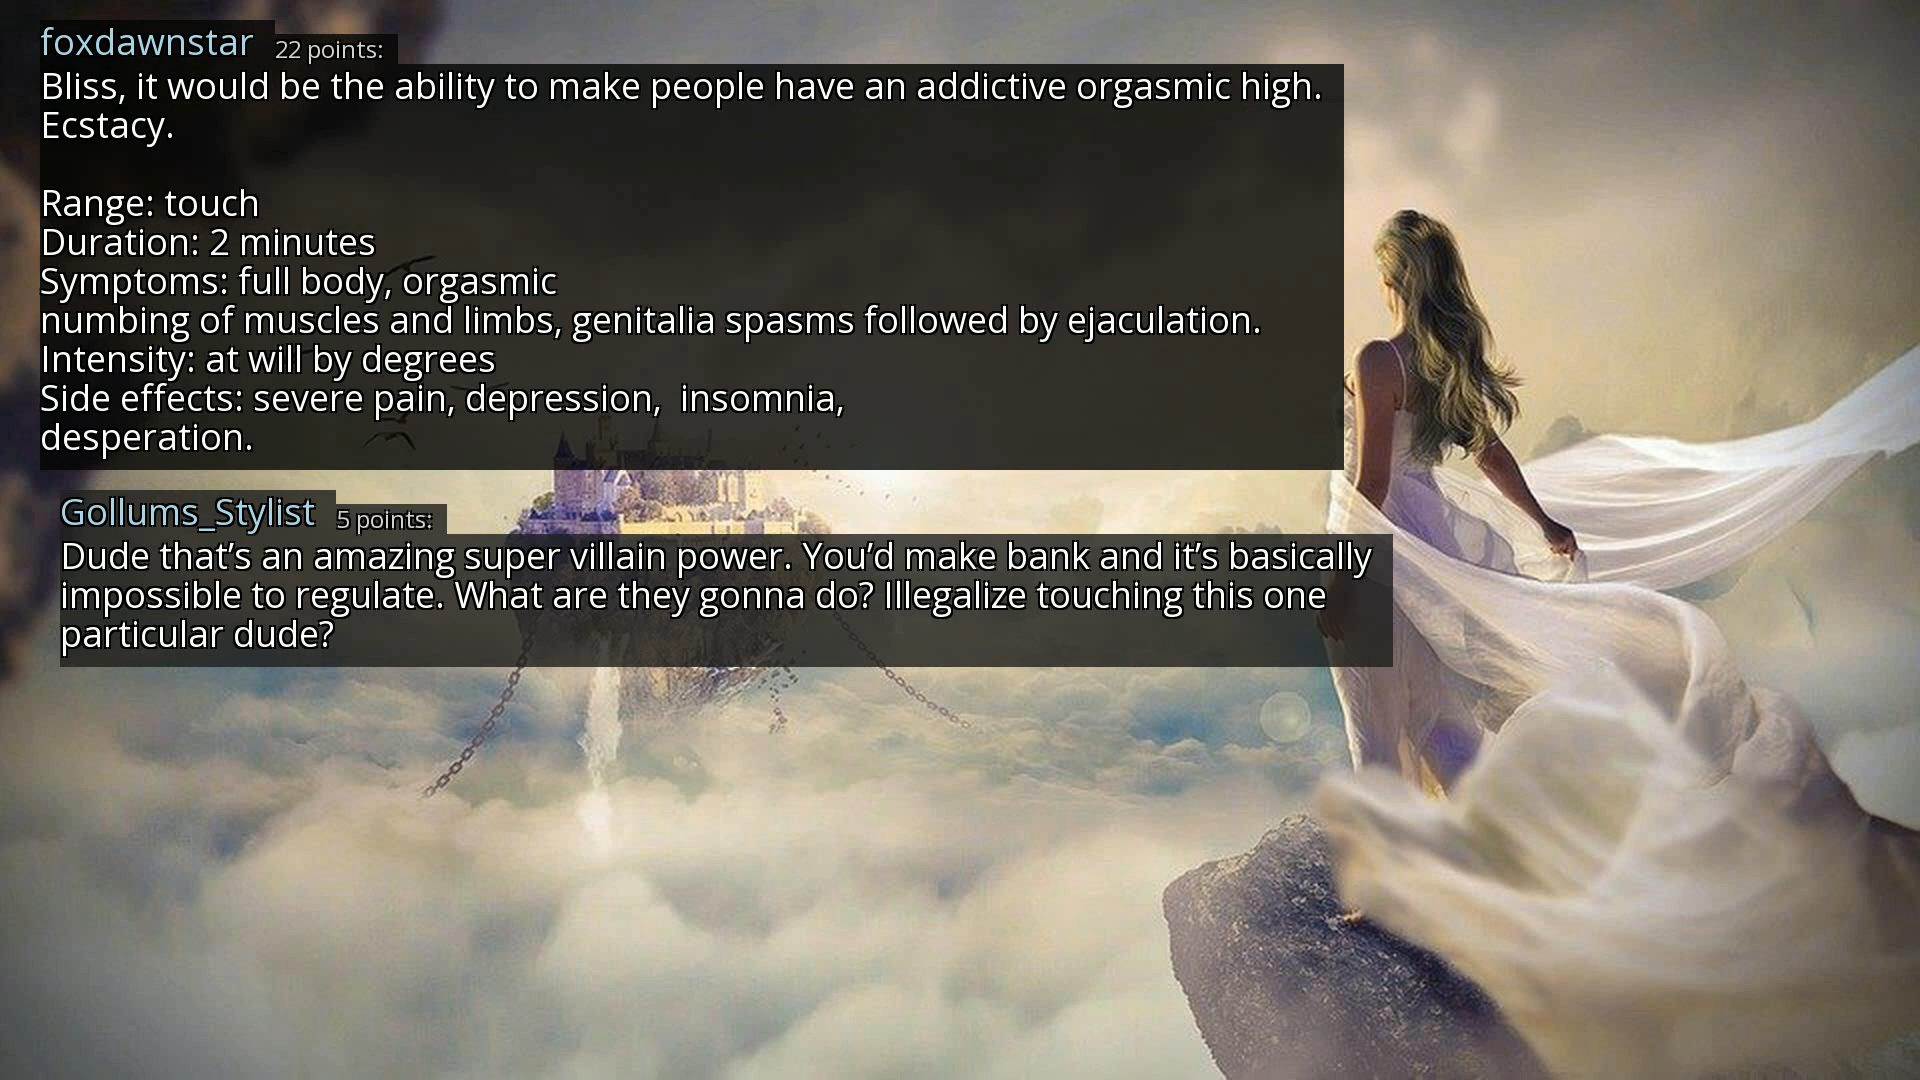 foxdawnstar 22 points:
Bliss, it would be the ability to make people have an addictive orgasmic high.
Ecstacy.
Range: touch
Duration: 2 minutes
Symptoms: full body, orgasmic
numbing of muscles and limbs, genitalia spasms followed by ejaculation.
Intensity: at will by degrees
Side effects: severe pain, depression,  insomnia,
desperation.
Gollums_Stylist 5 points:
Dude that’s an amazing super villain power. You’d make bank and it’s basically
impossible to regulate. What are they gonna do? Illegalize touching this one
particular dude?